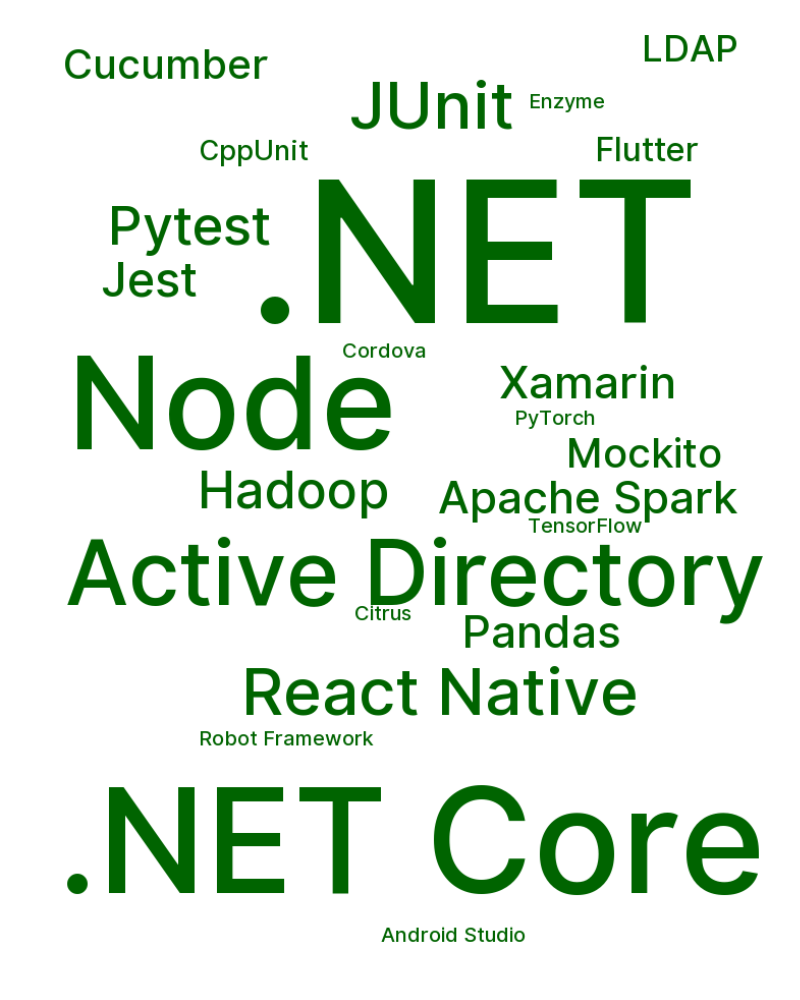 LDAP
Cucumber
JUnit
Enzyme
CppUnit
Flutter
.NET
Pytest
Jest
Cordova
Node
Xamarin
PyTorch
Mockito
Hadoop
Apache Spark
TensorFlow
Active Directory
Citrus
Pandas
React Native
Robot Framework
.NET Core
Android Studio